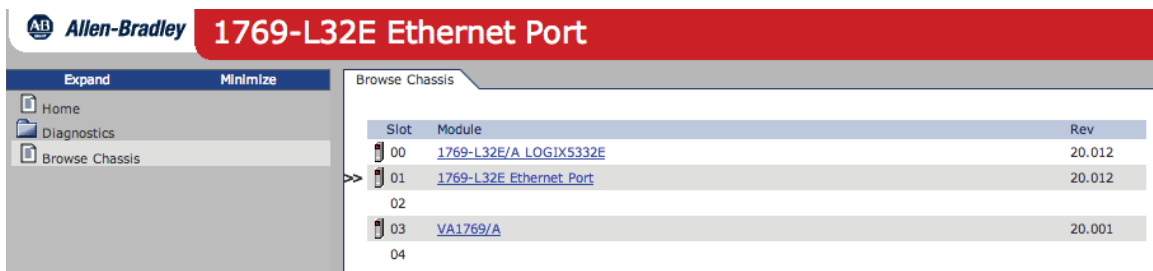 AB Allen-Bradley 1769-L32E Ethernet Port
Expand Minimize
Home
Diagnostics
Browse Chassis
Browse Chassis
Slot Module Rev
00 1769-L32E/A LOGIX5332E 20.012
>> 01 1769-L32E Ethernet Port 20.012
02
03 VA1769/A 20.001
04